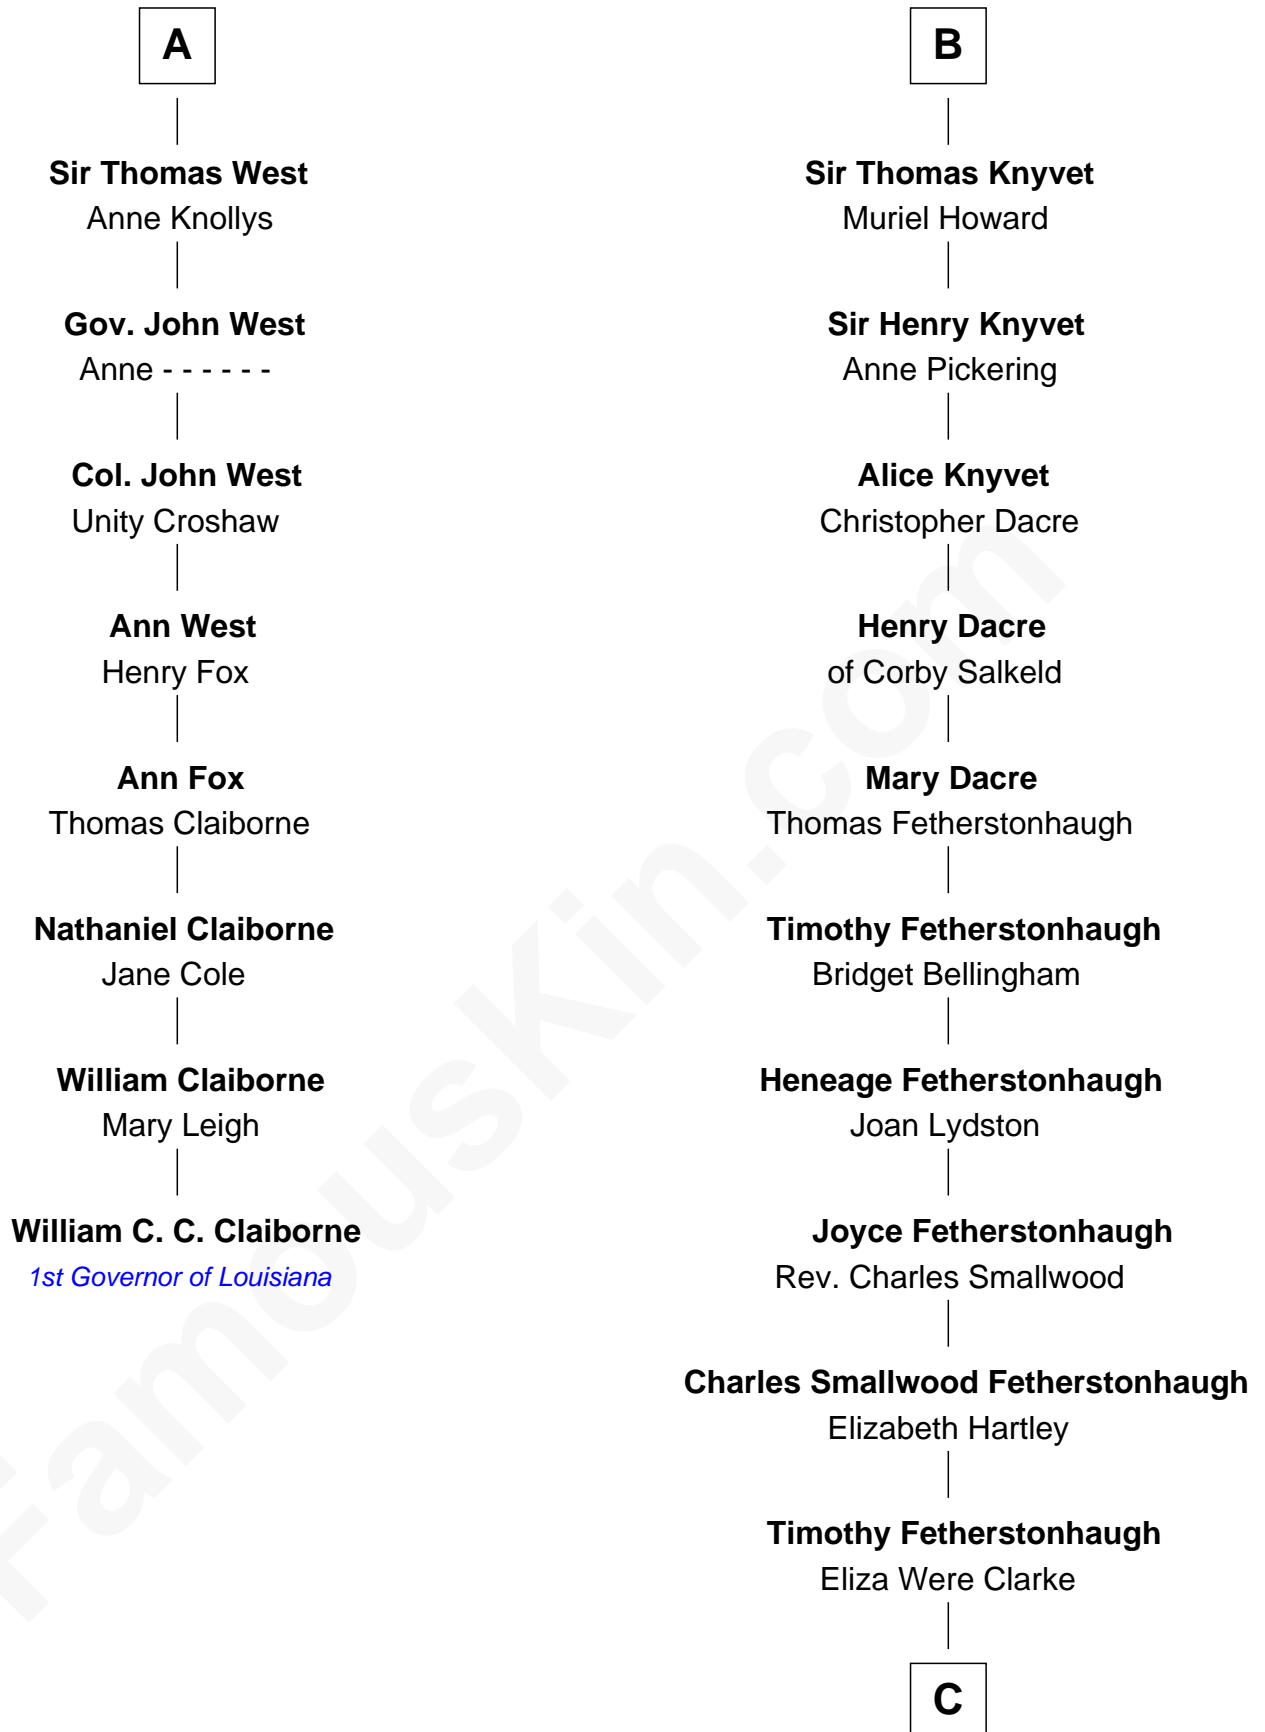 A
Sir Thomas West
Anne Knollys
Gov. John West
Anne - - - - - -
Col. John West
Unity Croshaw
Ann West
Henry Fox
Ann Fox
Thomas Claiborne
Nathaniel Claiborne
Jane Cole
William Claiborne
Mary Leigh
William C. C. Claiborne
1st Governor of Louisiana
B
Sir Thomas Knyvet
Muriel Howard
Sir Henry Knyvet
Anne Pickering
Alice Knyvet
Christopher Dacre
Henry Dacre
of Corby Salkeld
Mary Dacre
Thomas Fetherstonhaugh
Timothy Fetherstonhaugh
Bridget Bellingham
Heneage Fetherstonhaugh
Joan Lydston
Joyce Fetherstonhaugh
Rev. Charles Smallwood
Charles Smallwood Fetherstonhaugh
Elizabeth Hartley
Timothy Fetherstonhaugh
Eliza Were Clarke
C
FamousKin.com